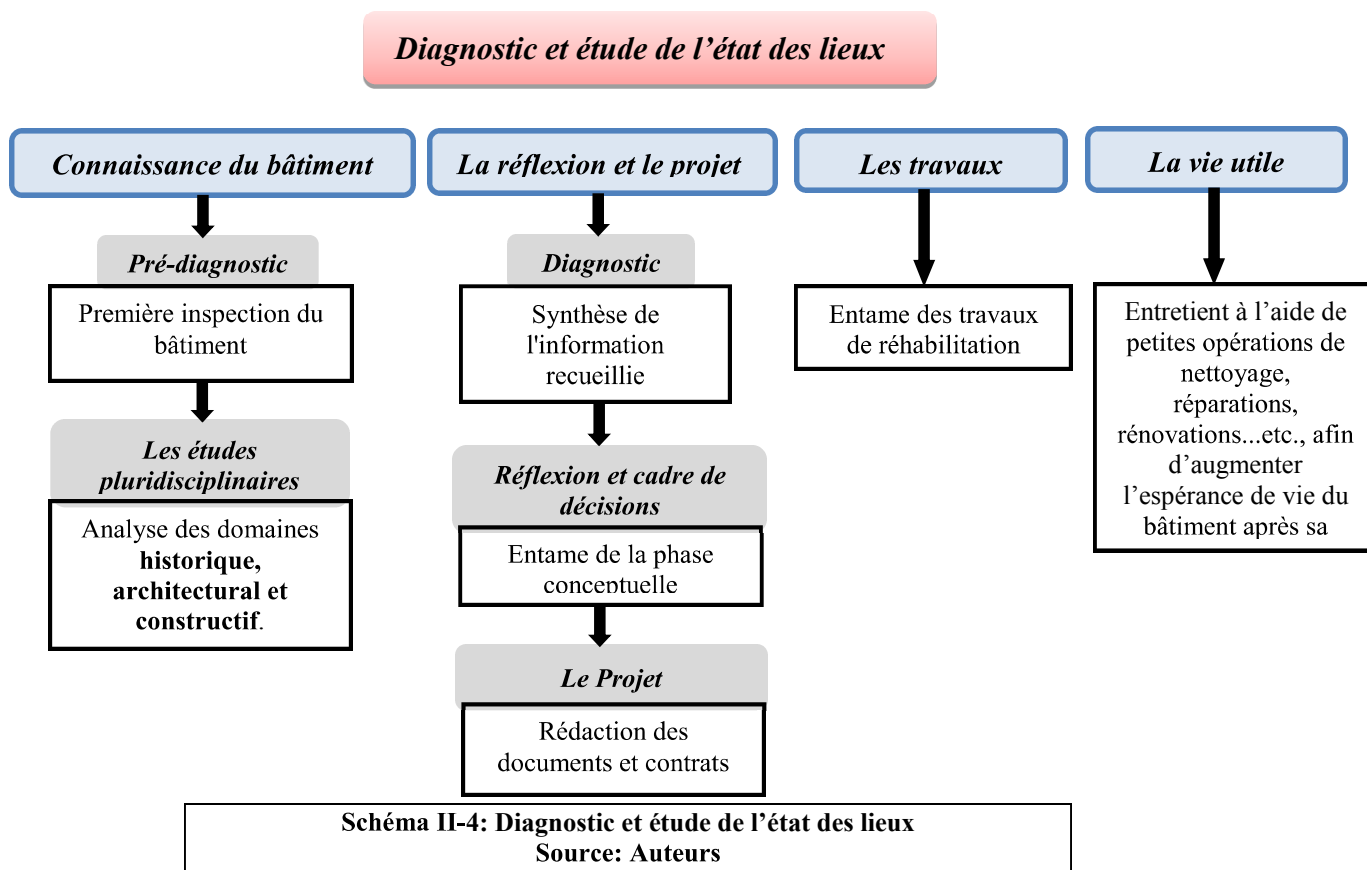 Diagnostic et étude de l’état des lieux
Connaissance du bâtiment
Pré-diagnostic
Première inspection du
bâtiment
Les études
pluridisciplinaires
Analyse des domaines
historique,
architectural et
constructif.
La réflexion et le projet
Diagnostic
Synthèse de
l'information
recueillie
Réflexion et cadre de
décisions
Entame de la phase
conceptuelle
Le Projet
Rédaction des
documents et contrats
Les travaux
Entame des travaux
de réhabilitation
La vie utile
Entretient à l’aide de
petites opérations de
nettoyage,
réparations,
rénovations...etc., afin
d’augmenter
l’espérance de vie du
bâtiment après sa
Schéma II-4: Diagnostic et étude de l’état des lieux
Source: Auteurs